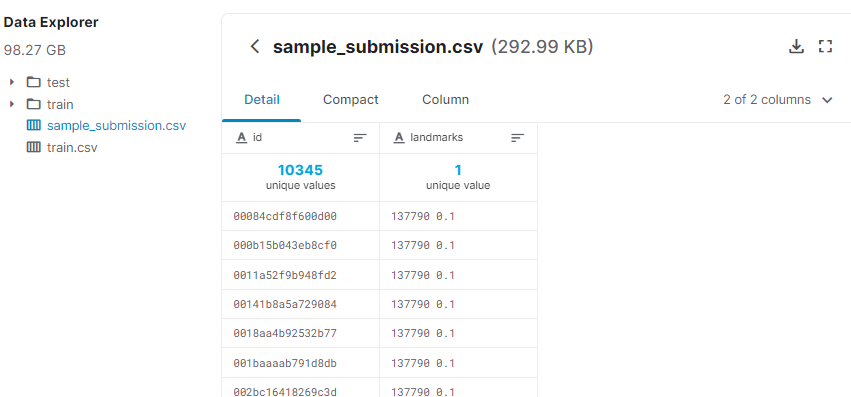 Data Explorer
98.27 GB
test
train
sample_submission.csv
train.csv
sample_submission.csv (292.99 KB)
Detail Compact Column 2 of 2 columns
A id A landmarks
10345 1
unique values unique value
00084cdf8f600d00 137790 0.1
000b15b043eb8cf0 137790 0.1
0011a52f9b948fd2 137790 0.1
00141b8a5a729084 137790 0.1
0018aa4b92532b77 137790 0.1
001baaaab791d8db 137790 0.1
002bc16418269c3d 137790 0.1